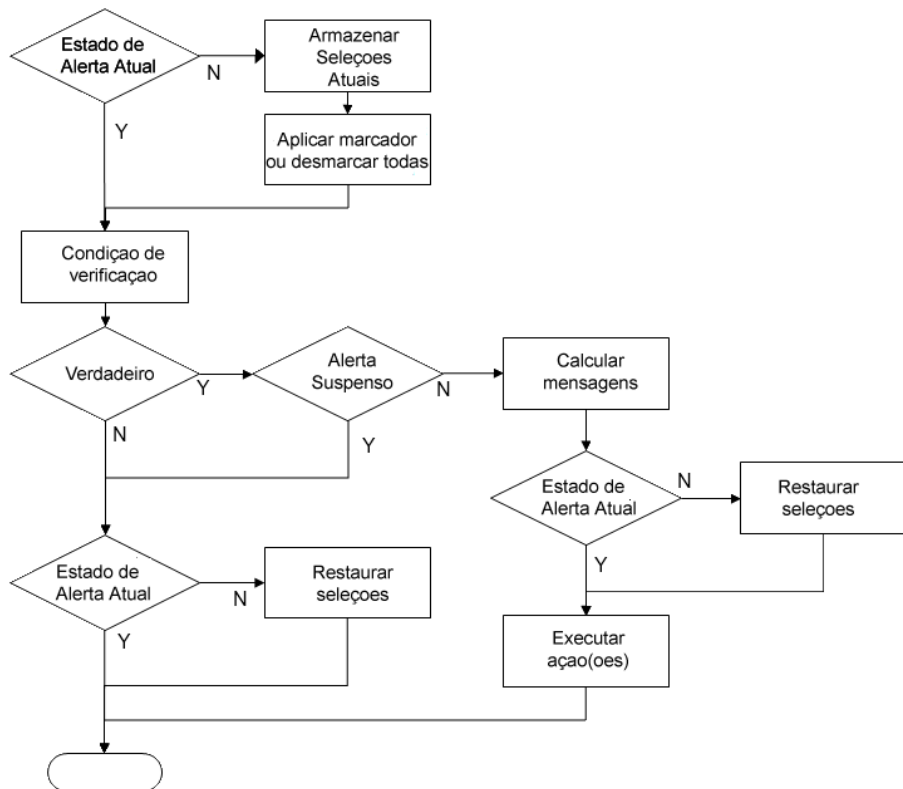 Estado de
Alerta Atual
N
Armazenar
Seleçoes
Atuais
Y
Aplicar marcador
ou desmarcar todas
Condiçao de
verificaçao
Verdadeiro
Y
Alerta
Suspenso
N
Calcular
mensagens
N
Y
Estado de
Alerta Atual
N
Restaurar
seleçoes
Y
Estado de
Alerta Atual
N
Restaurar
seleçoes
Y
Executar
açao(oes)